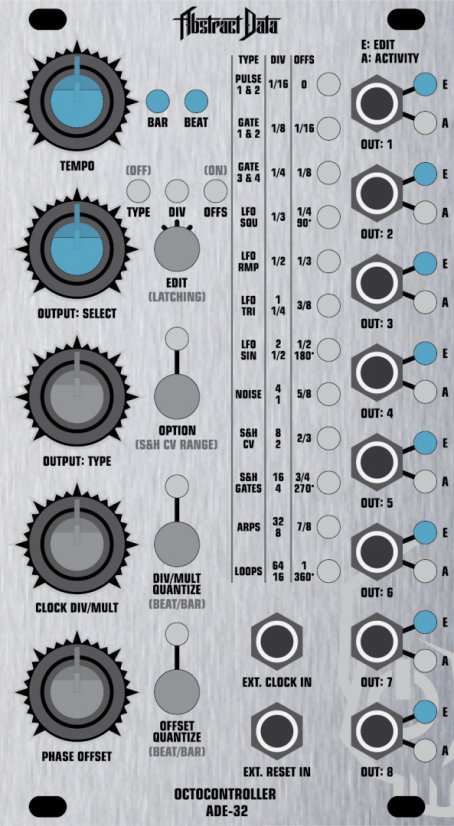 Abstract Data
E: EDIT
A: ACTIVITY
TEMPO
BAR BEAT
(OFF) (ON)
TYPE DIV OFFS
EDIT
(LATCHING)
OUTPUT: SELECT
OPTION
(S&H CV RANGE)
OUTPUT: TYPE
DIV/MULT
QUANTIZE
(BEAT/BAR)
CLOCK DIV/MULT
OFFSET
QUANTIZE
(BEAT/BAR)
PHASE OFFSET
TYPE DIV OFFS
PULSE
1 & 2
1/16 0
GATE
1 & 2
1/8 1/16
GATE
3 & 4
1/4 1/8
LFO
SQU
1/3
1/4
90°
LFO
RMP
1/2 1/3
LFO
TRI
1
1/4
3/8
LFO
SIN
2
1/2
1/2
180°
NOISE
4
1
5/8
S&H
CV
8
2
2/3
S&H
GATES
16
4
3/4
270°
ARPS
32
8
7/8
LOOPS
64
16
1
360°
E
A
OUT: 1
E
A
OUT: 2
E
A
OUT: 3
E
A
OUT: 4
E
A
OUT: 5
E
A
OUT: 6
E
A
OUT: 7
E
A
OUT: 8
EXT. CLOCK IN
EXT. RESET IN
OCTOCONTROLLER
ADE-32